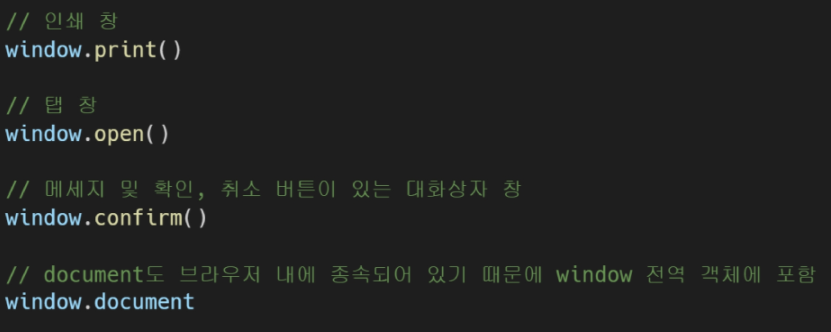 // 인쇄 창
window.print()
// 탭 창
window.open()
// 메세지 및 확인, 취소 버튼이 있는 대화상자 창
window.confirm()
// document도 브라우저 내에 종속되어 있기 때문에 window 전역 객체에 포함
window.document